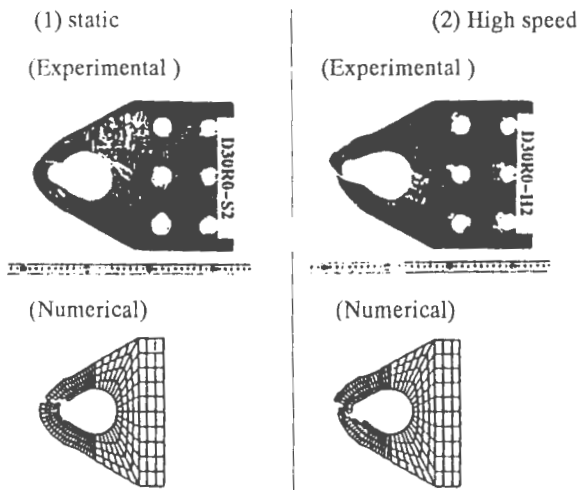 (1) static
(2) High speed
(Experimental )
(Experimental )
D30R0-S2
D30R0-H2
(Numerical)
(Numerical)